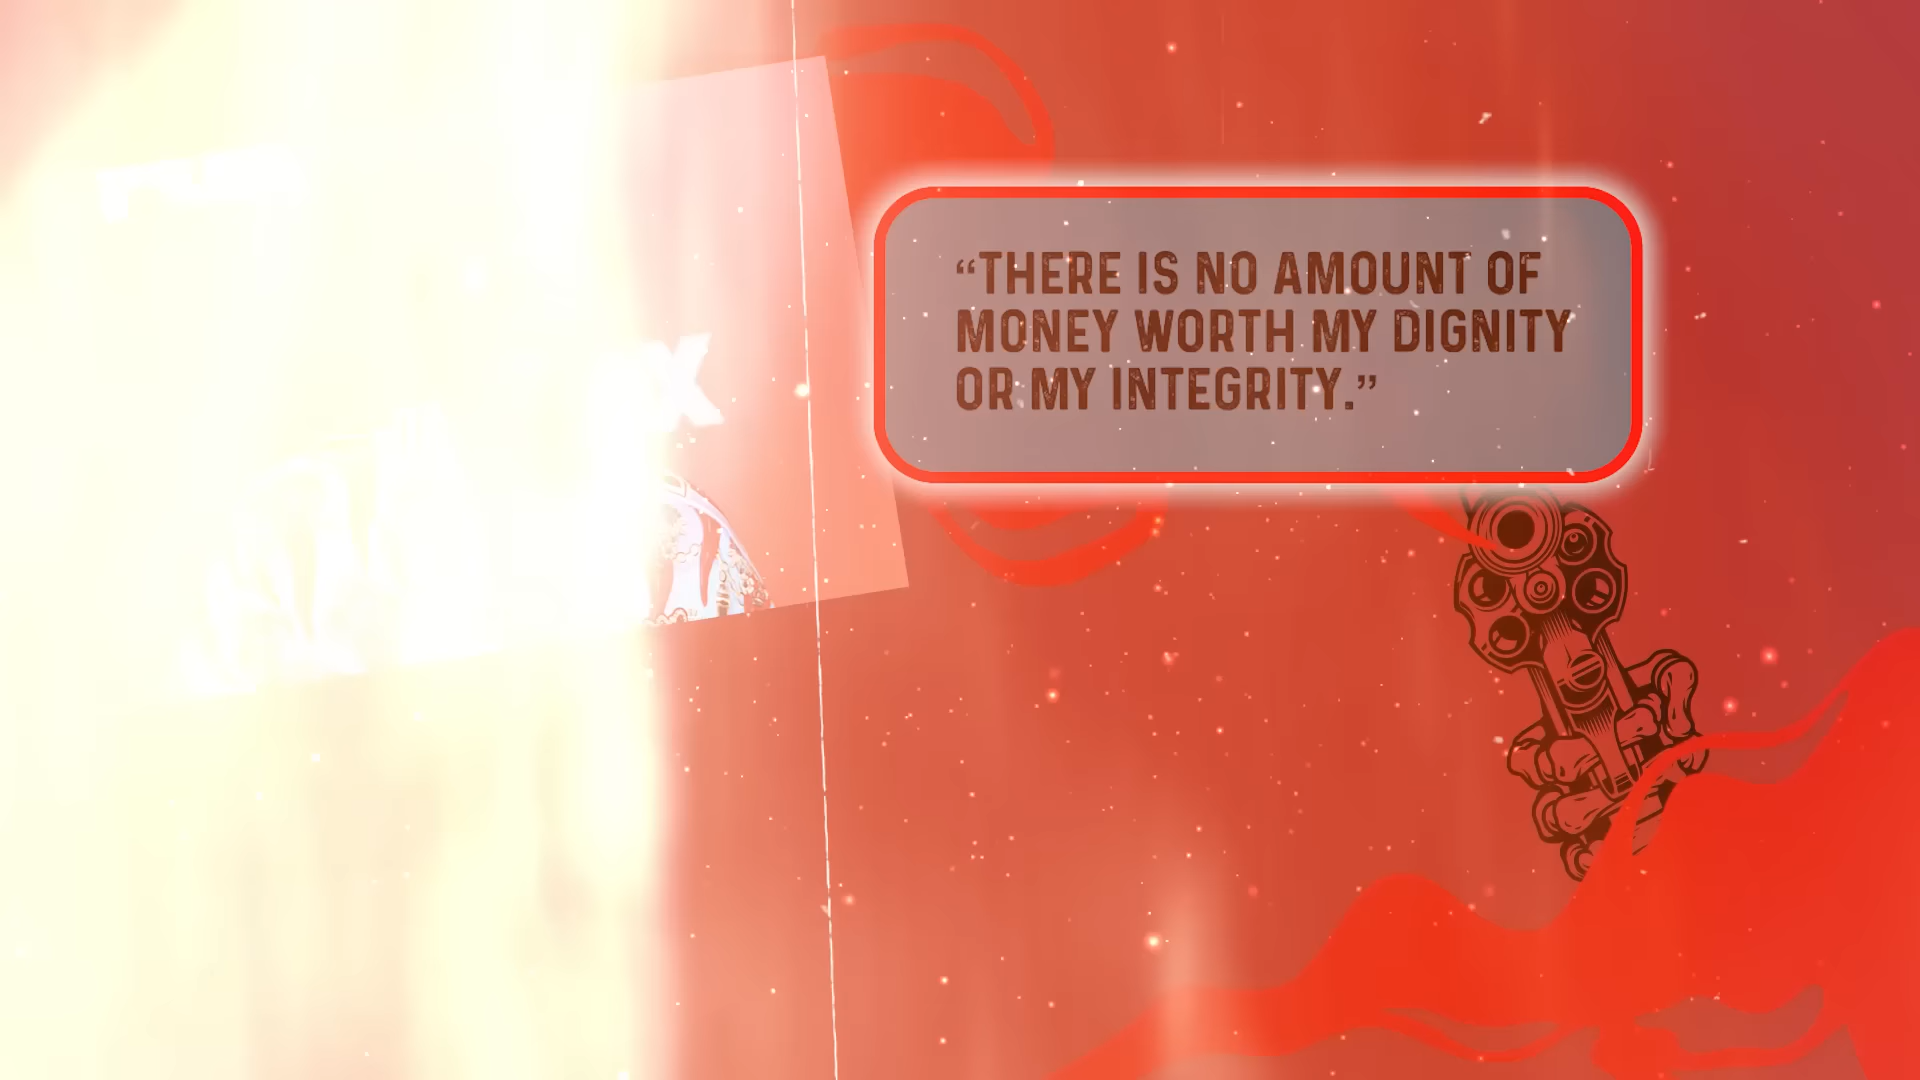 “THERE IS NO AMOUNT OF
MONEY WORTH MY DIGNITY
OR MY INTEGRITY.”